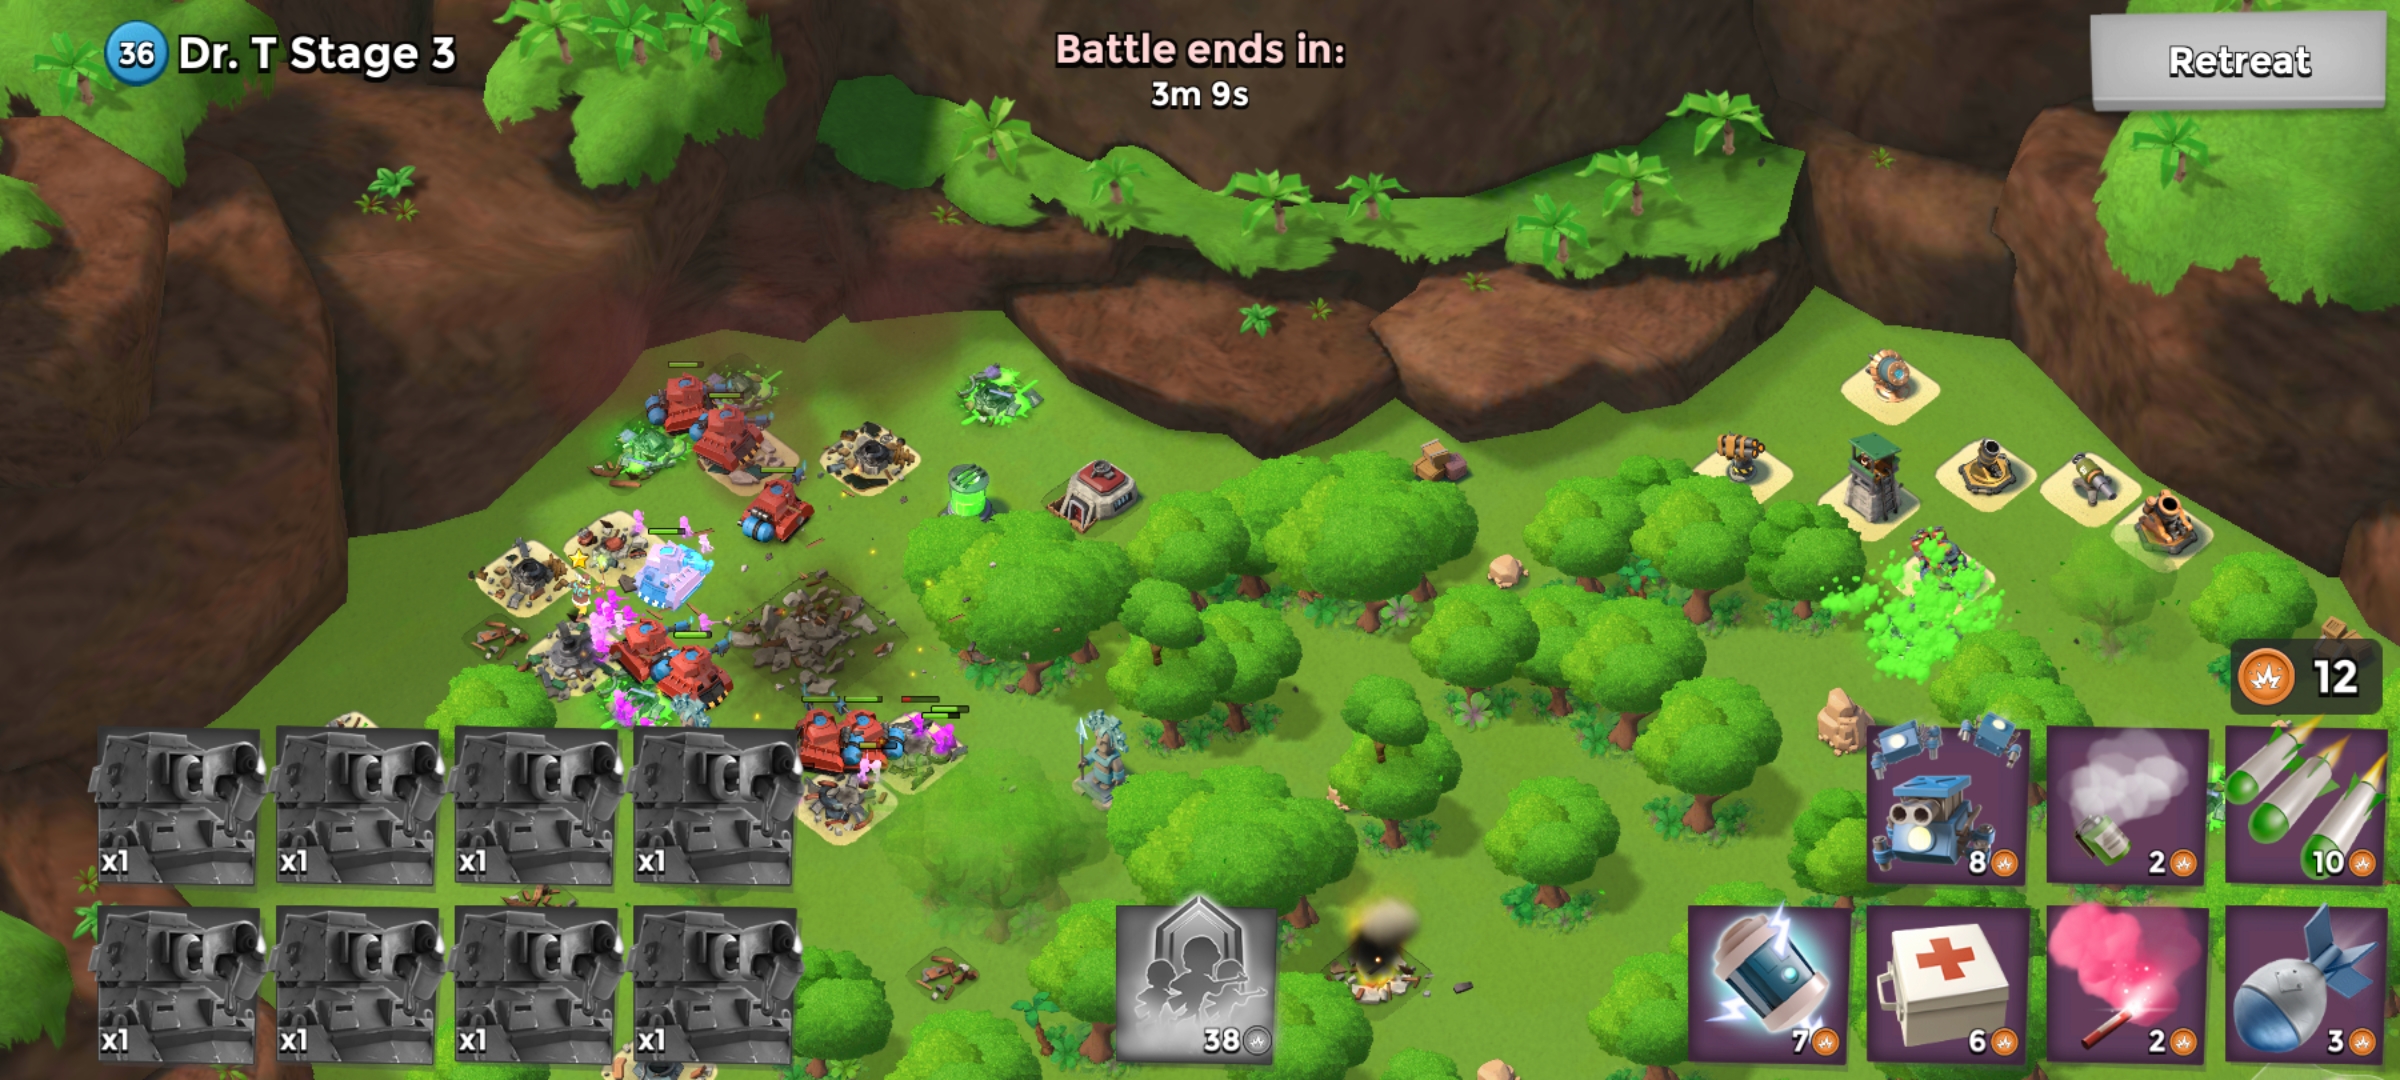 36 Dr. T Stage 3
Battle ends in:
3m 9s
Retreat
12
x1 x1 x1 x1
8 2 10
x1 x1 x1 x1
38
7 6 2 3